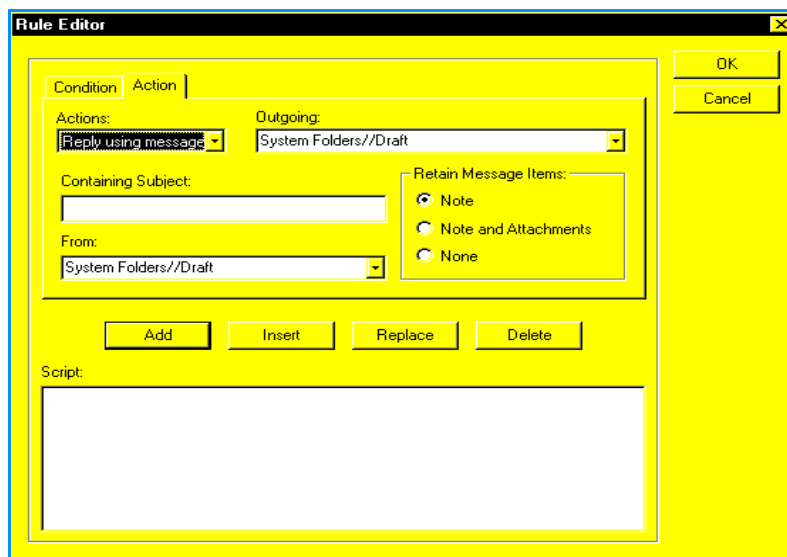 Rule Editor
OK
Cancel
Condition
Action
Actions:
Outgoing:
Reply using message
System Folders//Draft
Containing Subject:
Retain Message Items:
Note
Note and Attachments
None
From:
System Folders//Draft
Add
Insert
Replace
Delete
Script: